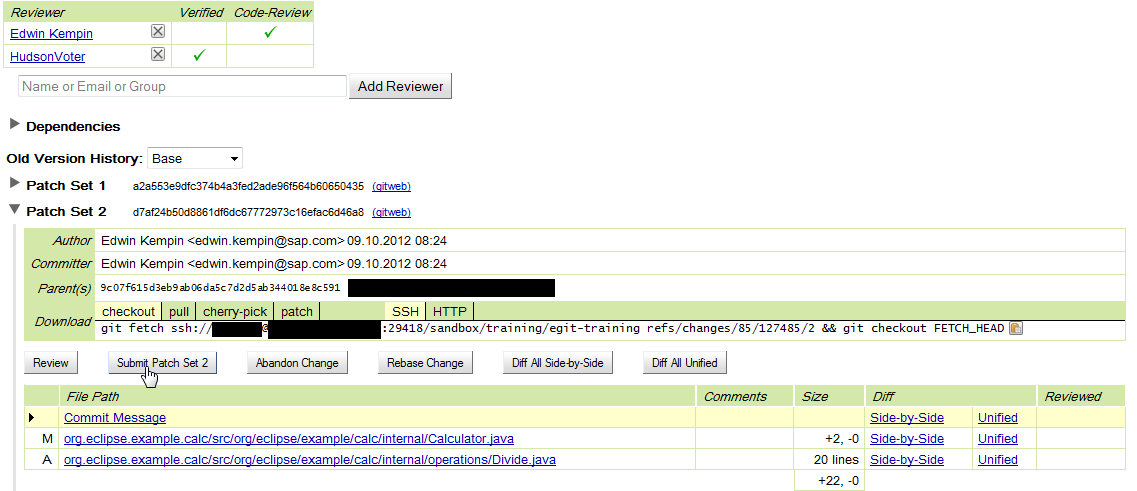 Reviewer Verified Code-Review
Edwin Kempin
HudsonVoter
Name or Email or Group Add Reviewer
Dependencies
Old Version History: Base
Patch Set 1 a2a553e9dfc374b4a3fed2ade96f564b60650435 (gitweb)
Patch Set 2 d7af24b50d8861df6dc67772973c16efac6d46a8 (gitweb)
Author Edwin Kempin <edwin.kempin@sap.com> 09.10.2012 08:24
Committer Edwin Kempin <edwin.kempin@sap.com> 09.10.2012 08:24
Parent(s) 9c07f615d3eb9ab06da5c7d2d5ab344018e8c591
Download checkout pull cherry-pick patch SSH HTTP
git fetch ssh://@:29418/sandbox/training/egit-training refs/changes/85/127485/2 && git checkout FETCH_HEAD
Review Submit Patch Set 2 Abandon Change Rebase Change Diff All Side-by-Side Diff All Unified
File Path Comments Size Diff Reviewed
Commit Message Side-by-Side Unified
M org.eclipse.example.calc/src/org/eclipse/example/calc/internal/Calculator.java +2, -0 Side-by-Side Unified
A org.eclipse.example.calc/src/org/eclipse/example/calc/internal/operations/Divide.java 20 lines Side-by-Side Unified
+22, -0